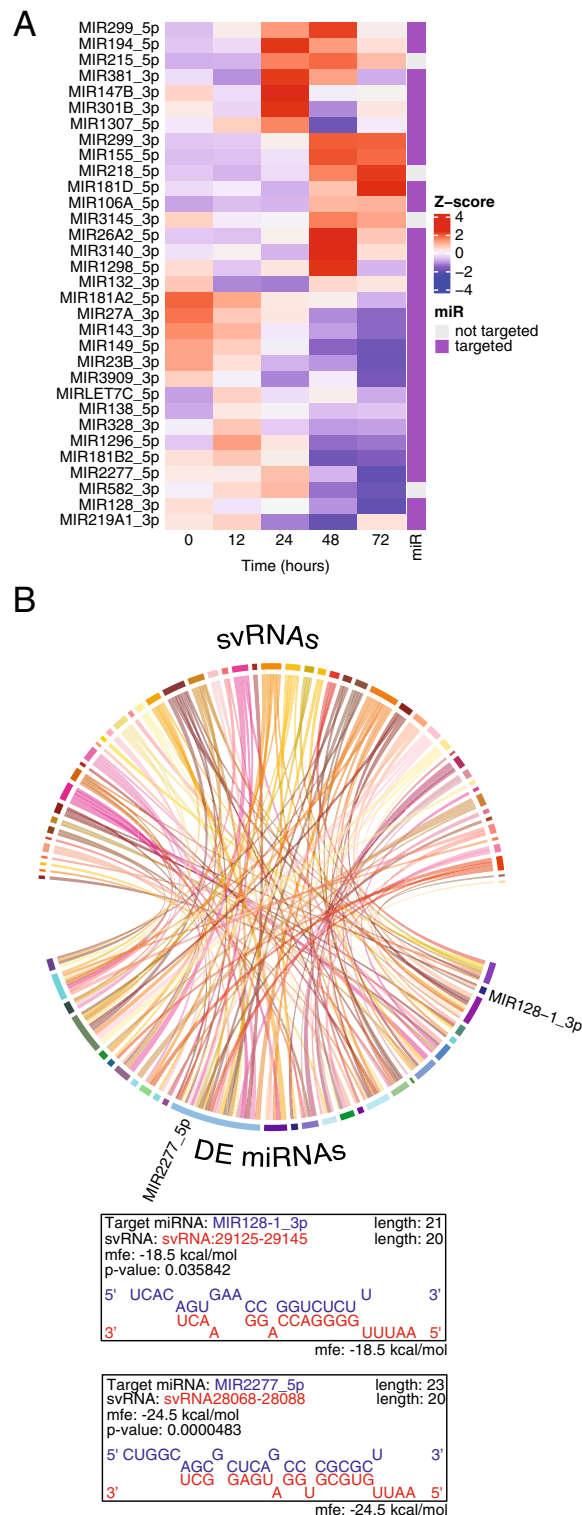 A
MIR299_5p
MIR194_5p
MIR215_5p
MIR381_3p
MIR147B_3p
MIR301B_3p
MIR1307_5p
MIR299_3p
MIR155_5p
MIR218_5p
MIR181D_5p
MIR106A_5p
MIR3145_3p
MIR26A2_5p
MIR3140_3p
MIR1298_5p
MIR132_3p
MIR181A2_5p
MIR27A_3p
MIR143_3p
MIR149_5p
MIR23B_3p
MIR3909_3p
MIRLET7C_5p
MIR138_5p
MIR328_3p
MIR1296_5p
MIR181B2_5p
MIR2277_5p
MIR582_3p
MIR128_3p
MIR219A1_3p
0 12 24 48 72 miR
Time (hours)
Z-score
4
2
0
−2
−4
miR
not targeted
targeted
B
svRNAs
MIR128-1_3p
MIR2277_5p
DE miRNAs
Target miRNA: MIR128-1_3p length: 21
svRNA: svRNA:29125-29145 length: 20
mfe: -18.5 kcal/mol
p-value: 0.035842
5' UCAC GAA U 3'
AGU CC GGUCUCU
UCA GG CCAGGGG
3' A A UUUAA 5'
mfe: -18.5 kcal/mol
Target miRNA: MIR2277_5p length: 23
svRNA: svRNA28068-28088 length: 20
mfe: -24.5 kcal/mol
p-value: 0.0000483
5' CUGGC G G U 3'
AGC CUCA CC CGCGC
UCG GAGU GG GCGUG
3' A U UUAA 5'
mfe: -24.5 kcal/mol